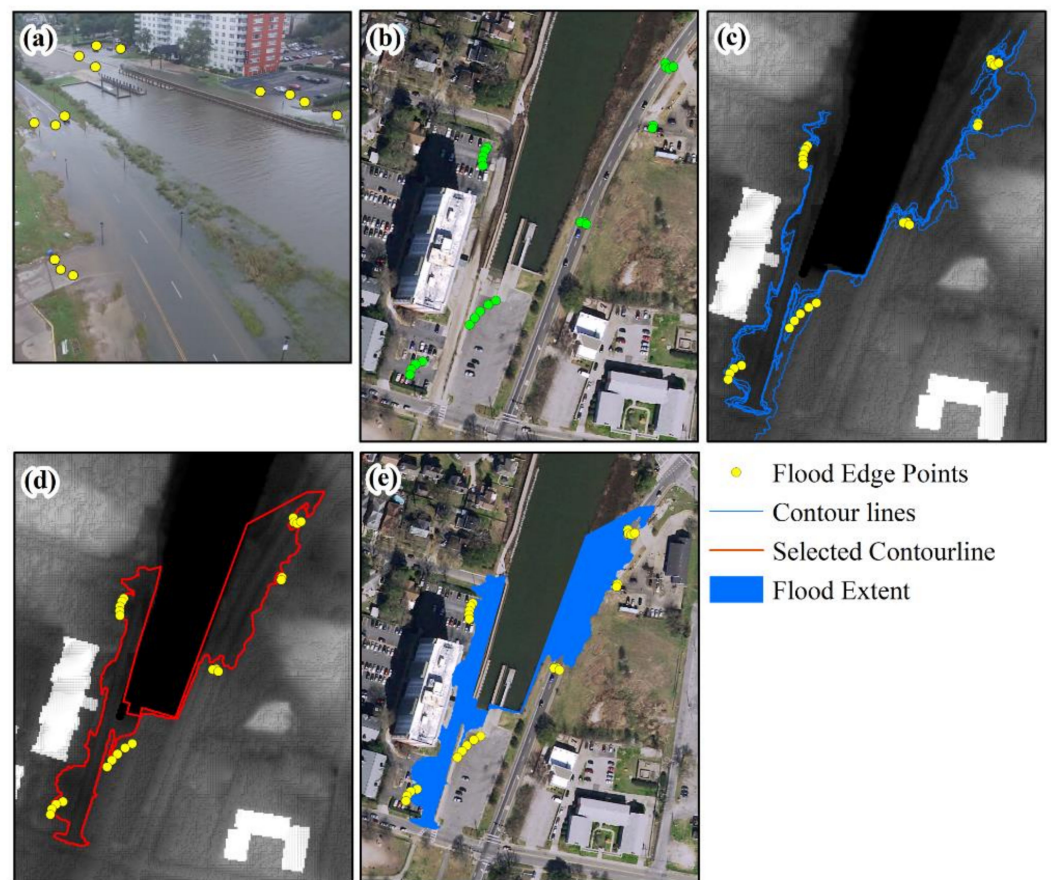 (a)
(b)
(c)
(d)
(e)
Flood Edge Points
Contour lines
Selected Contourline
Flood Extent